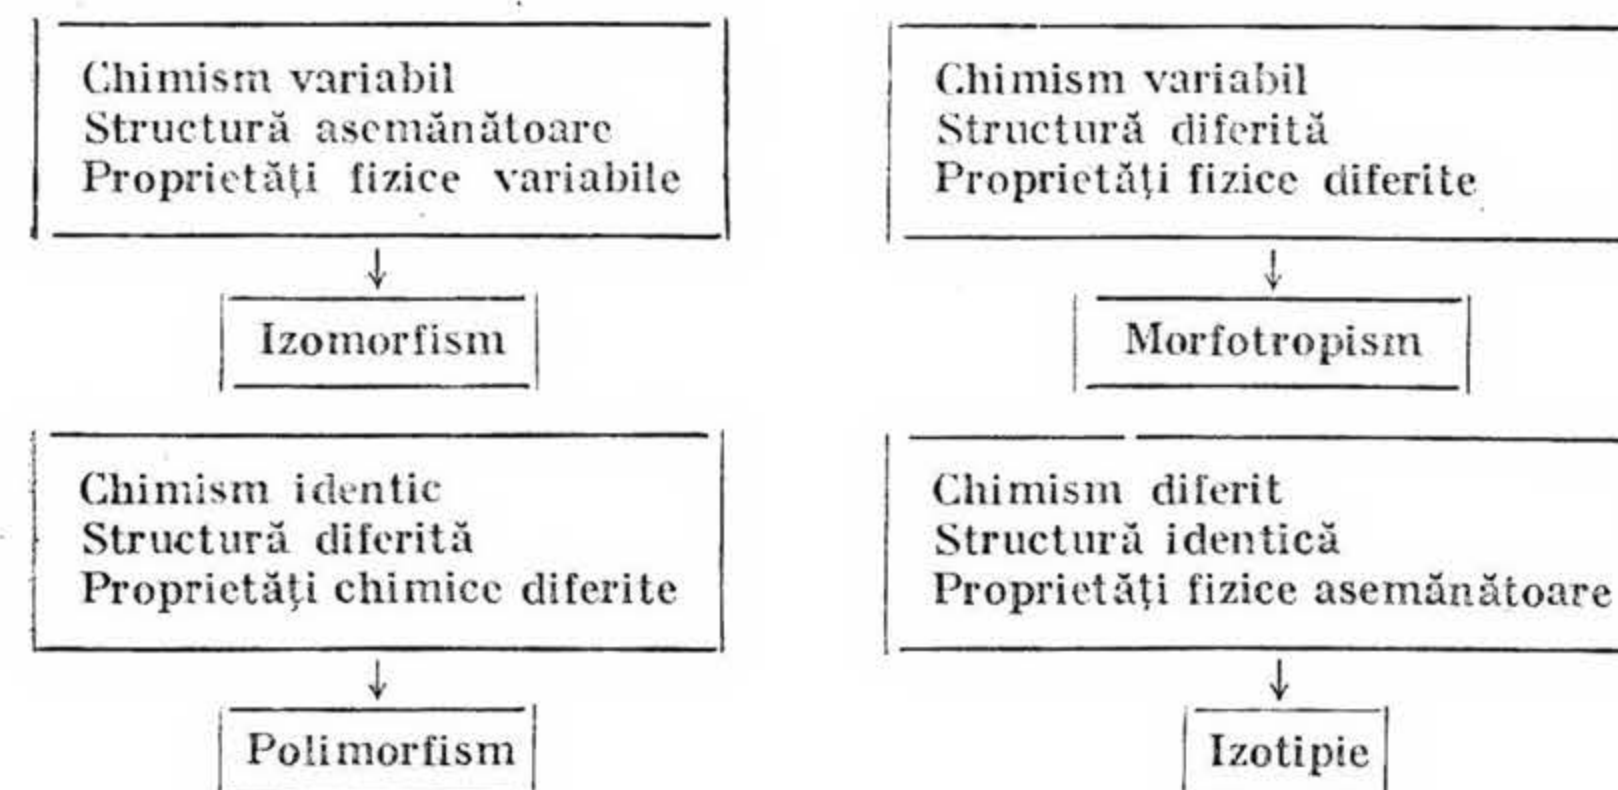 Chimism variabil
Structură asemănătoare
Proprietăți fizice variabile
Izomorfism
Chimism variabil
Structură diferită
Proprietăți fizice diferite
Morfotropism
Chimism identic
Structură diferită
Proprietăți chimice diferite
Polimorfism
Chimism diferit
Structură identică
Proprietăți fizice asemănătoare
Izotipie